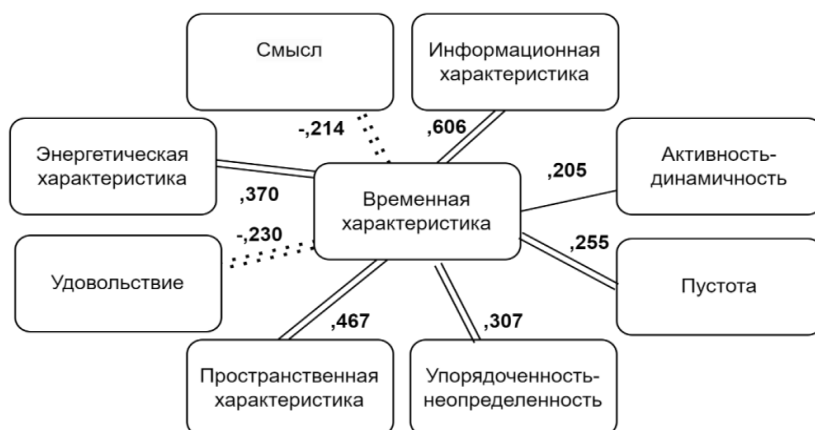 Смысл
Информационная
характеристика
-,214
,606
Энергетическая
характеристика
,370
Временная
характеристика
,205
Активность-
динамичность
-,230
,255
Удовольствие
Пустота
,467
,307
Пространственная
характеристика
Упорядоченность-
неопределенность